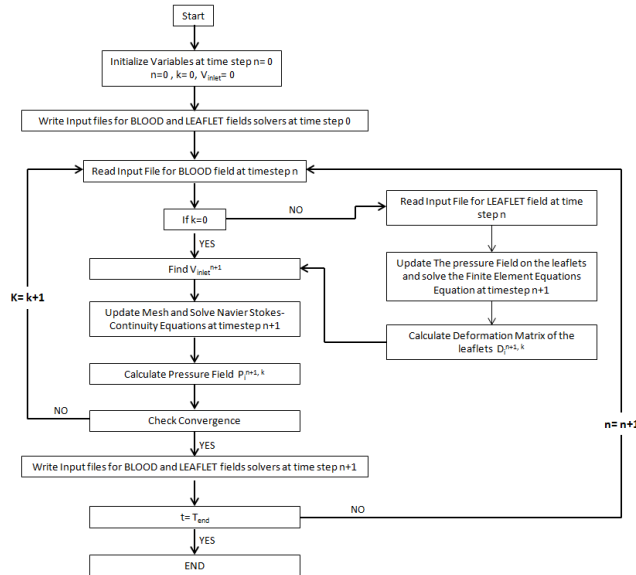 Start
Initialize Variables at time step n= 0
n=0 , k= 0, Vinlet= 0
Write Input files for BLOOD and LEAFLET fields solvers at time step 0
Read Input File for BLOOD field at timestep n
If k=0
NO
Read Input File for LEAFLET field at time
step n
YES
Find Vinlet^n+1
Update The pressure Field on the leaflets
and solve the Finite Element Equations
Equation at timestep n+1
K= k+1
Update Mesh and Solve Navier Stokes-
Continuity Equations at timestep n+1
Calculate Deformation Matrix of the
leaflets Di^n+1, k
Calculate Pressure Field Pi^n+1, k
NO
Check Convergence
n= n+1
YES
Write Input files for BLOOD and LEAFLET fields solvers at time step n+1
t= Tend
NO
YES
END